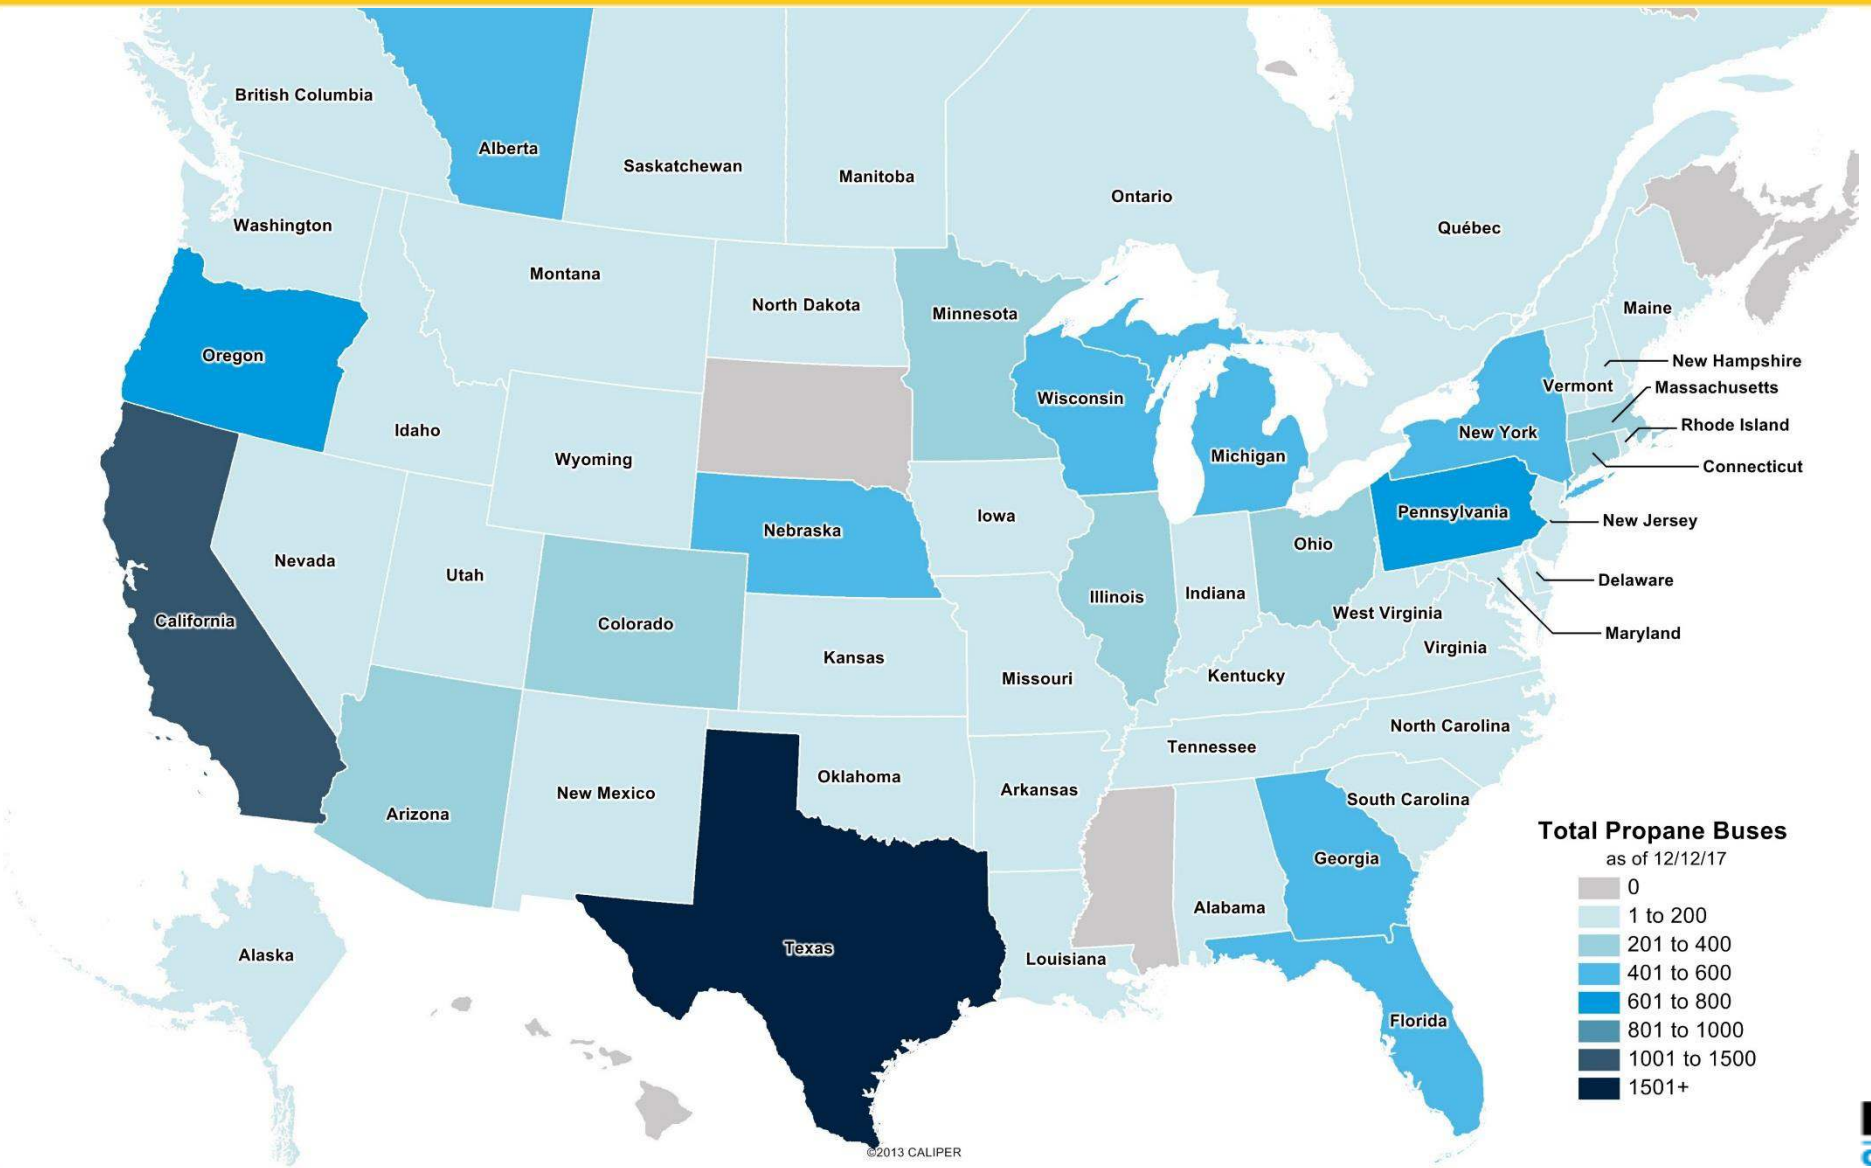 British Columbia
Alberta
Saskatchewan
Manitoba
Ontario
Québec
Washington
Montana
North Dakota
Minnesota
Maine
Oregon
New Hampshire
Vermont
Massachusetts
Wisconsin
Idaho
Rhode Island
New York
Wyoming
Michigan
Connecticut
Pennsylvania
Iowa
New Jersey
Nebraska
Ohio
Nevada
Utah
Delaware
Indiana
Illinois
West Virginia
California
Colorado
Maryland
Virginia
Kansas
Kentucky
Missouri
North Carolina
Tennessee
Oklahoma
Arkansas
New Mexico
South Carolina
Arizona
Georgia
Alabama
Texas
Alaska
Louisiana
Florida
Total Propane Buses
as of 12/12/17
0
1 to 200
201 to 400
401 to 600
601 to 800
801 to 1000
1001 to 1500
1501+
©2013 CALIPER